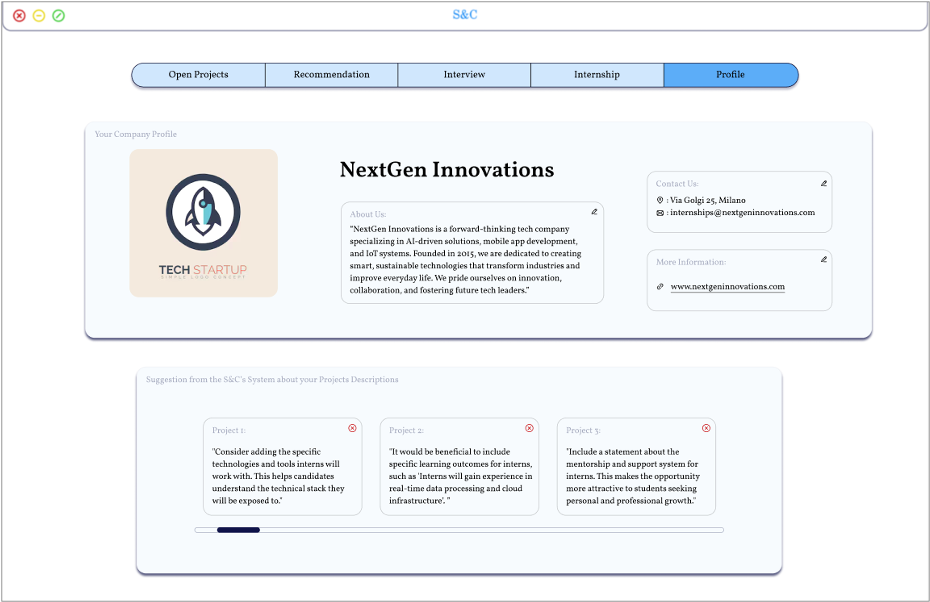 S&C
Open Projects
Recommendation
Interview
Internship
Profile
Your Company Profile
TECH STARTUP
SIMPLE LOGO CONCEPT
NextGen Innovations
About Us:
"NextGen Innovations is a forward-thinking tech company
specializing in AI-driven solutions, mobile app development,
and IoT systems. Founded in 2015, we are dedicated to creating
smart, sustainable technologies that transform industries and
improve everyday life. We pride ourselves on innovation,
collaboration, and fostering future tech leaders."
Contact Us:
: Via Golgi 25, Milano
: internships@nextgeninnovations.com
More Information:
www.nextgeninnovations.com
Suggestion from the S&C's System about your Projects Descriptions
Project 1:
"Consider adding the specific
technologies and tools interns will
work with. This helps candidates
understand the technical stack they
will be exposed to."
Project 2:
"It would be beneficial to include
specific learning outcomes for interns,
such as 'Interns will gain experience in
real-time data processing and cloud
infrastructure'. "
Project 3:
"Include a statement about the
mentorship and support system for
interns. This makes the opportunity
more attractive to students seeking
personal and professional growth."